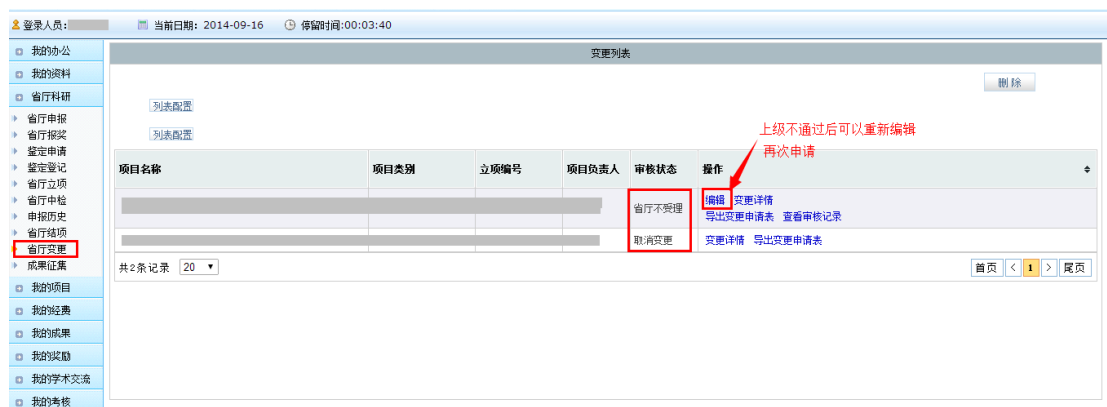 登录人员:
当前日期: 2014-09-16
停留时间:00:03:40
我的办公
我的资料
省厅科研
省厅申报
省厅报奖
鉴定申请
鉴定登记
省厅立项
省厅中检
申报历史
省厅结项
省厅变更
成果征集
我的项目
我的经费
我的成果
我的奖励
我的学术交流
我的考核
变更列表
删除
列表配置
列表配置
上级不通过后可以重新编辑
再次申请
项目名称 项目类别 立项编号 项目负责人 审核状态 操作
省厅不受理 编辑 变更详情
导出变更申请表 查看审核记录
取消变更 变更详情 导出变更申请表
共2条记录 20
首页 < 1 > 尾页